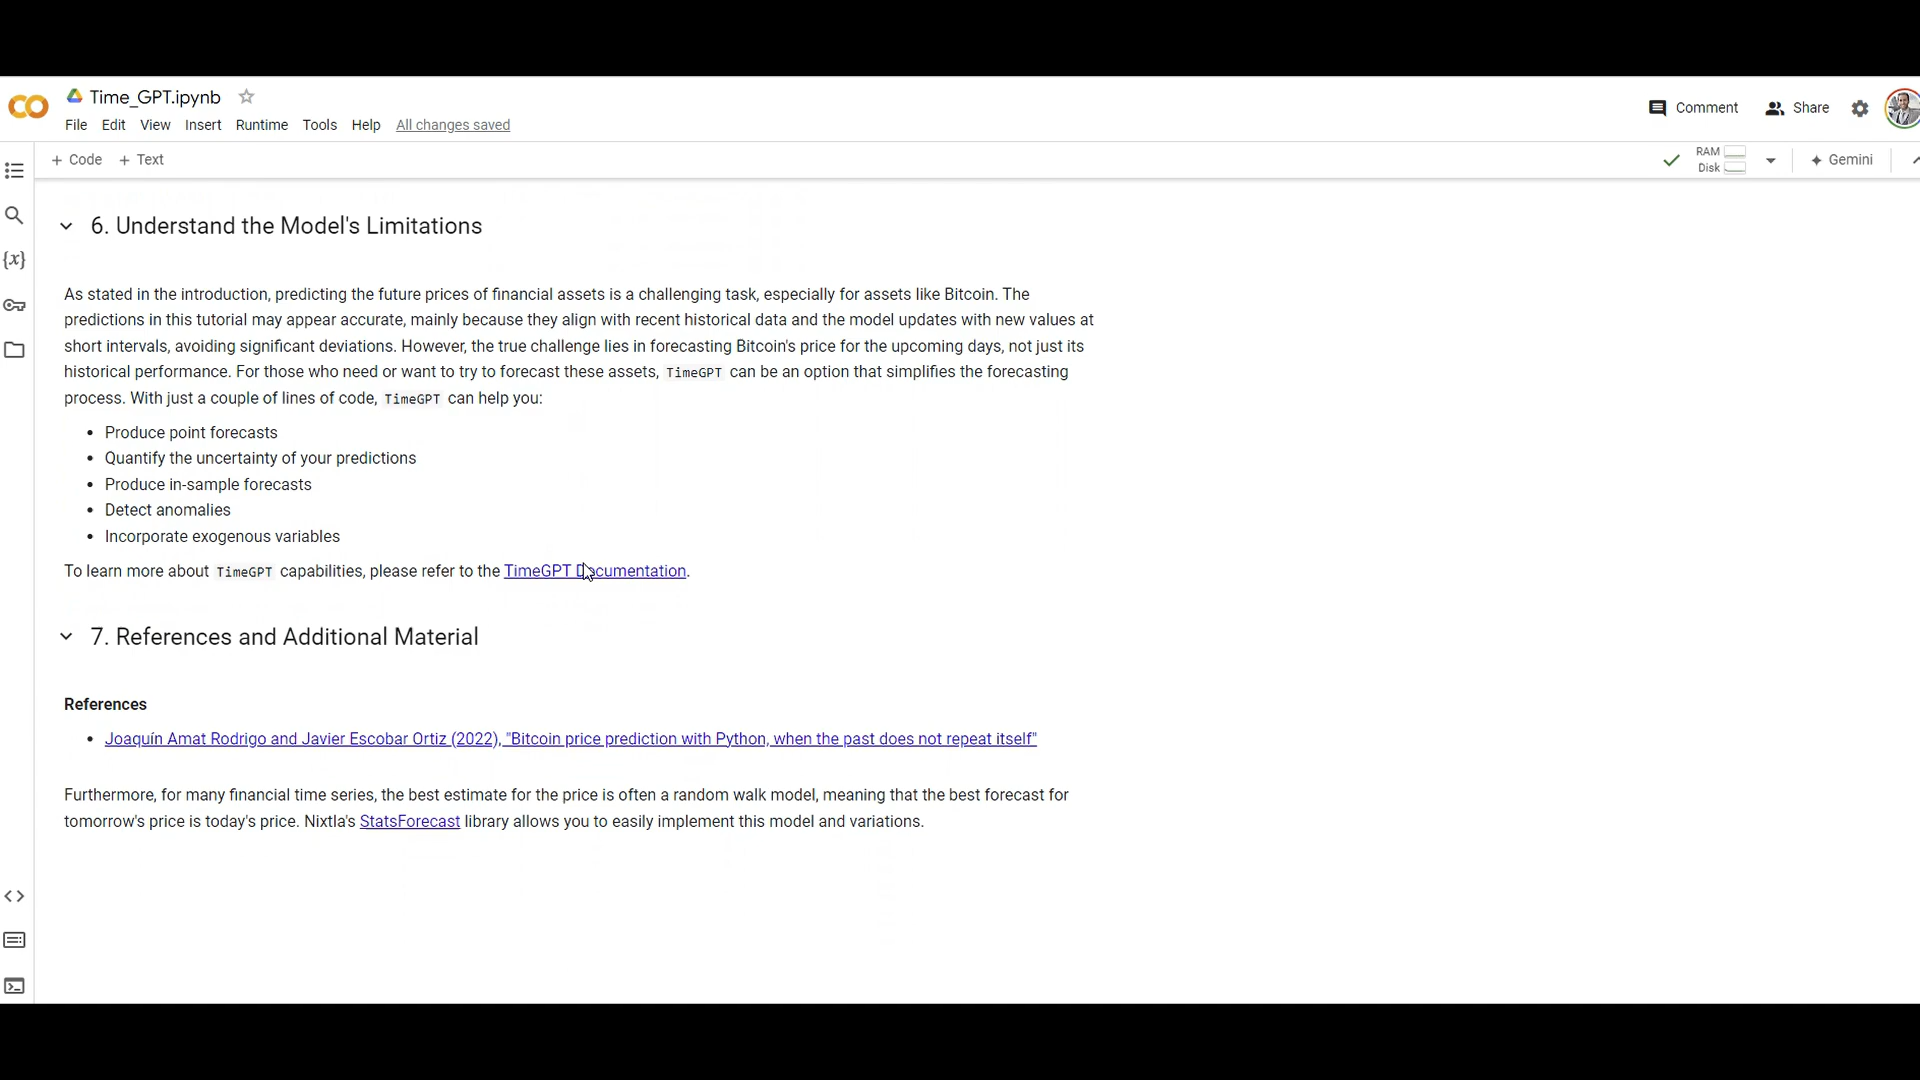 Time_GPT.ipynb
Comment
Share
File Edit View Insert Runtime Tools Help All changes saved
+ Code + Text
RAM
Disk
Gemini
6. Understand the Model's Limitations
{x}
As stated in the introduction, predicting the future prices of financial assets is a challenging task, especially for assets like Bitcoin. The
predictions in this tutorial may appear accurate, mainly because they align with recent historical data and the model updates with new values at
short intervals, avoiding significant deviations. However, the true challenge lies in forecasting Bitcoin's price for the upcoming days, not just its
historical performance. For those who need or want to try to forecast these assets, TimeGPT can be an option that simplifies the forecasting
process. With just a couple of lines of code, TimeGPT can help you:
• Produce point forecasts
• Quantify the uncertainty of your predictions
• Produce in-sample forecasts
• Detect anomalies
• Incorporate exogenous variables
To learn more about TimeGPT capabilities, please refer to the TimeGPT Documentation.
7. References and Additional Material
References
• Joaquín Amat Rodrigo and Javier Escobar Ortiz (2022), "Bitcoin price prediction with Python, when the past does not repeat itself"
Furthermore, for many financial time series, the best estimate for the price is often a random walk model, meaning that the best forecast for
tomorrow's price is today's price. Nixtla's StatsForecast library allows you to easily implement this model and variations.